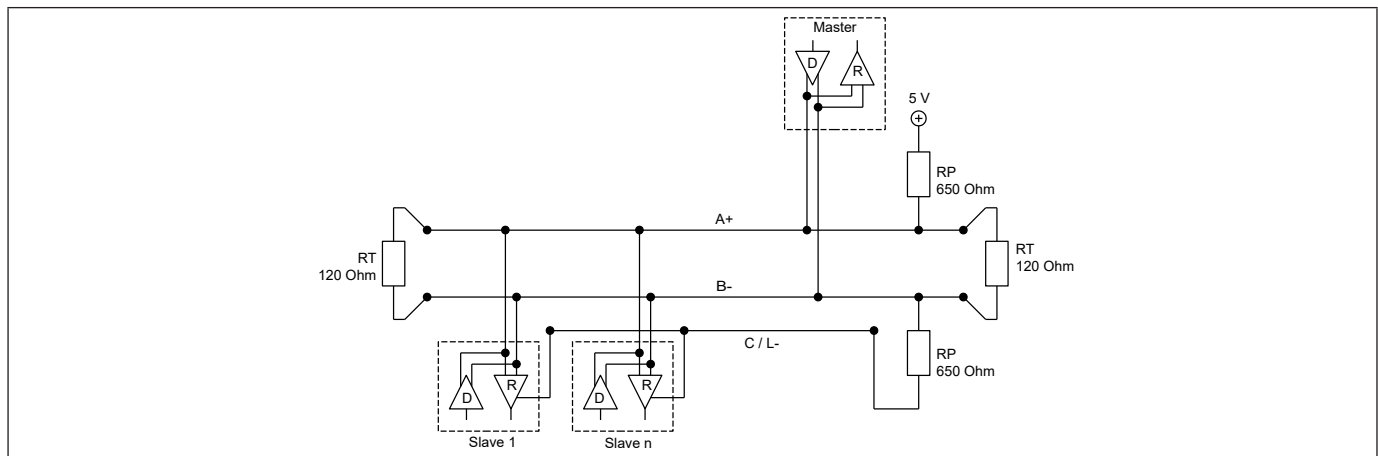 Master
D
R
5 V
RP
650 Ohm
A+
RT
120 Ohm
RT
120 Ohm
B-
C / L-
RP
650 Ohm
D
R
D
R
Slave 1
Slave n